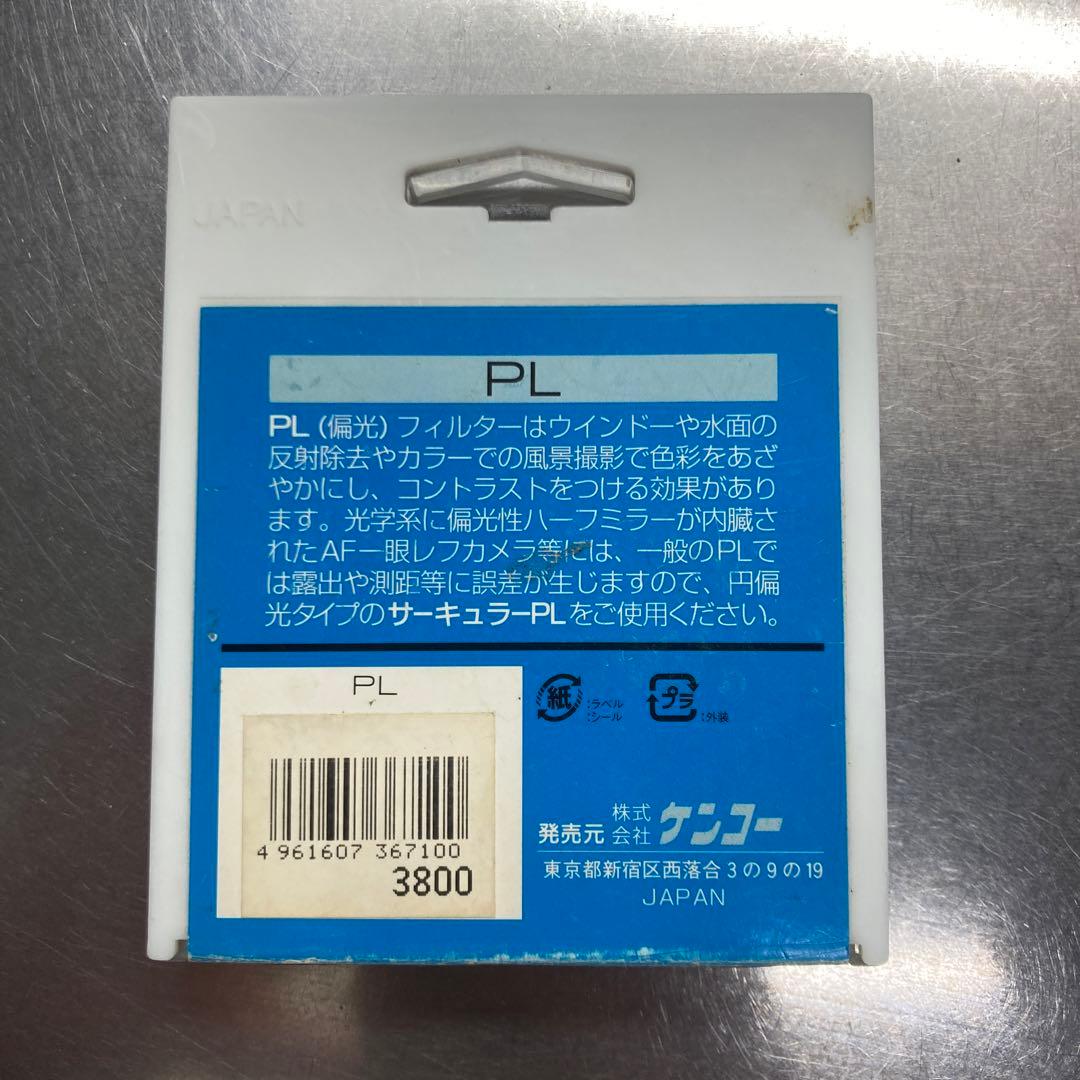 JAPAN
PL
PL（偏光）フィルターはウインドーや水面の
反射除去やカラーでの風景撮影で色彩をあざ
やかにし、コントラストをつける効果があり
ます。光学系に偏光性ハーフミラーが内臓さ
れたAF一眼レフカメラ等には、一般のPLで
は露出や測距等に誤差が生じますので、円偏
光タイプのサーキュラーPLをご使用ください。
PL
4 961607 367100
3800
紙 :ラベル
:シール
プラ :外装
発売元 株式会社 ケンコー
東京都新宿区西落合3の9の19
JAPAN